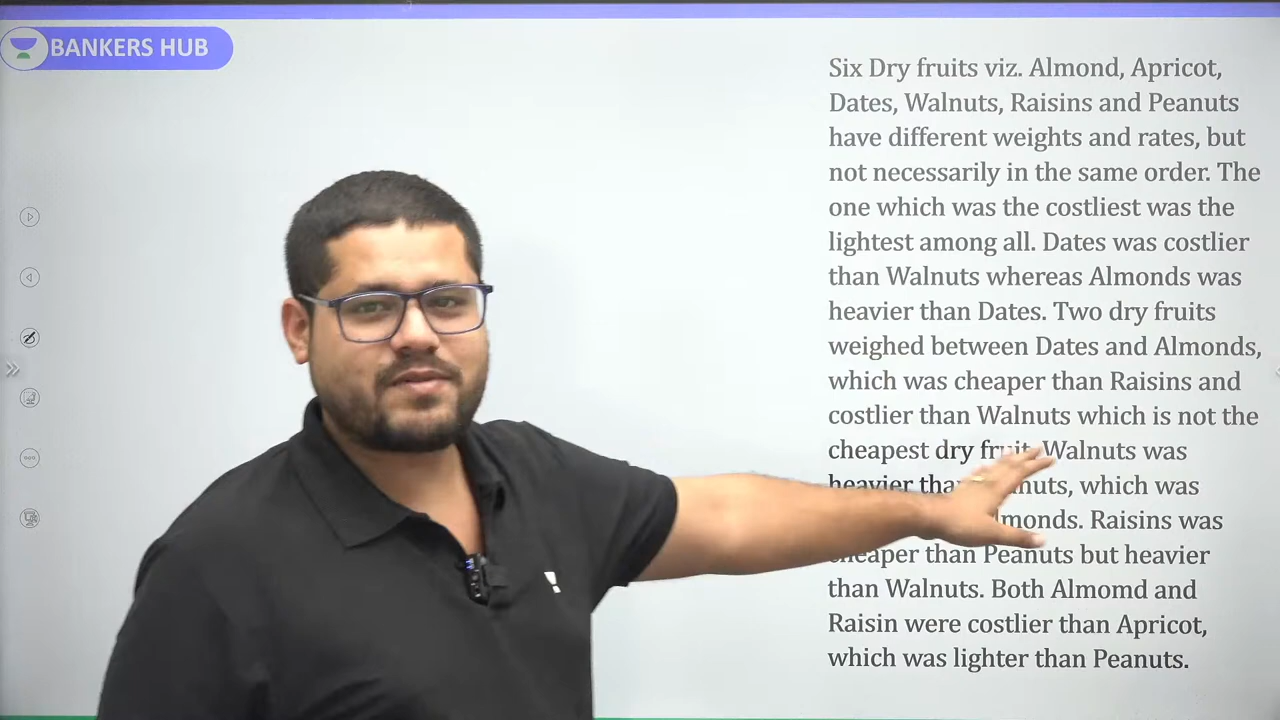 BANKERS HUB
Six Dry fruits viz. Almond, Apricot,
Dates, Walnuts, Raisins and Peanuts
have different weights and rates, but
not necessarily in the same order. The
one which was the costliest was the
lightest among all. Dates was costlier
than Walnuts whereas Almonds was
heavier than Dates. Two dry fruits
weighed between Dates and Almonds,
which was cheaper than Raisins and
costlier than Walnuts which is not the
cheapest dry fruit. Walnuts was
heavier than which was
Raisins was
cheaper than Peanuts but heavier
than Walnuts. Both Almomd and
Raisin were costlier than Apricot,
which was lighter than Peanuts.